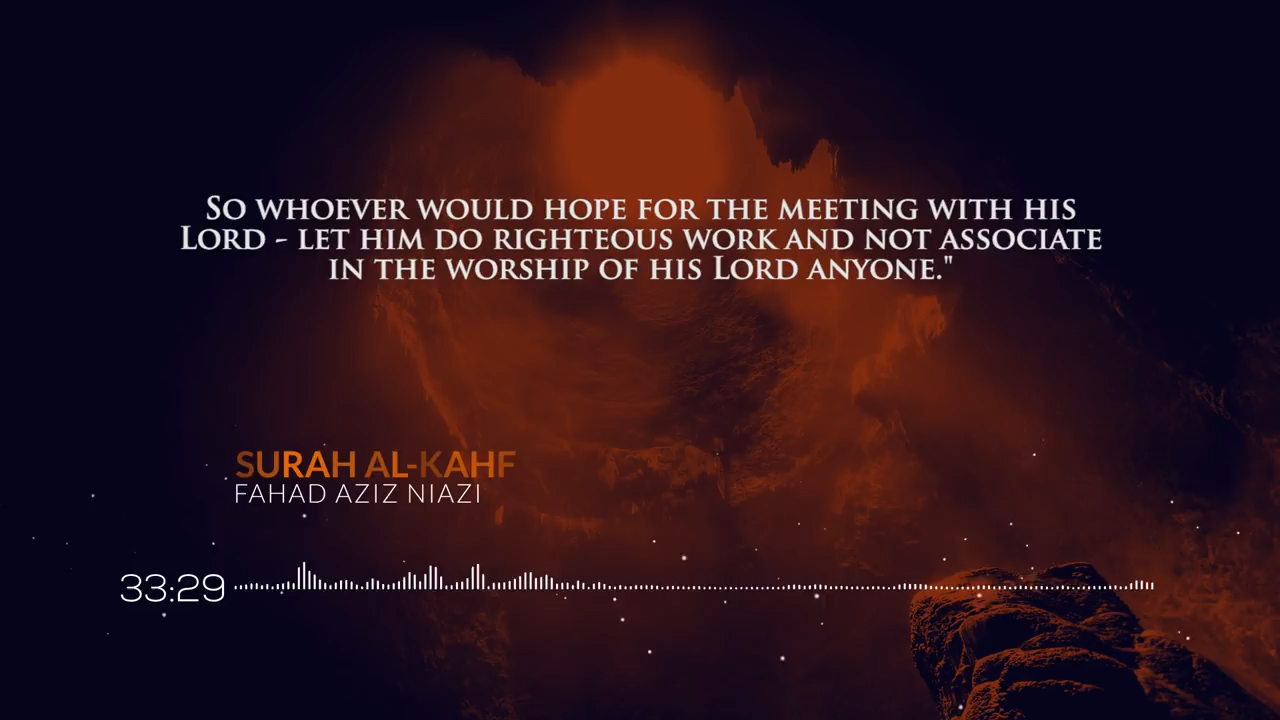 So whoever would hope for the meeting with his
Lord - let him do righteous work and not associate
in the worship of his Lord anyone."
SURAH AL-KAHF
FAHAD AZIZ NIAZI
33:29